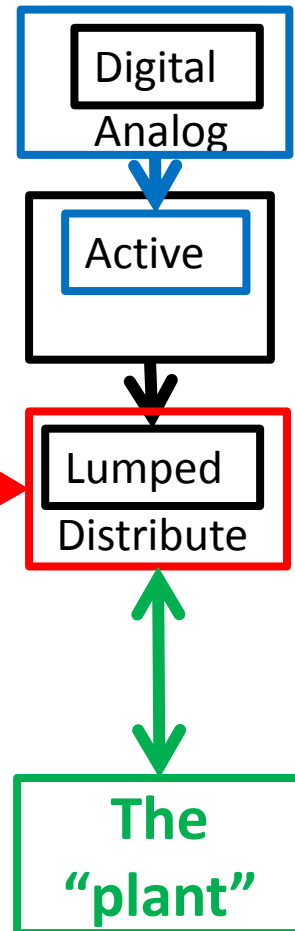 Digital
Analog
Active
Lumped
Distribute
The
“plant”